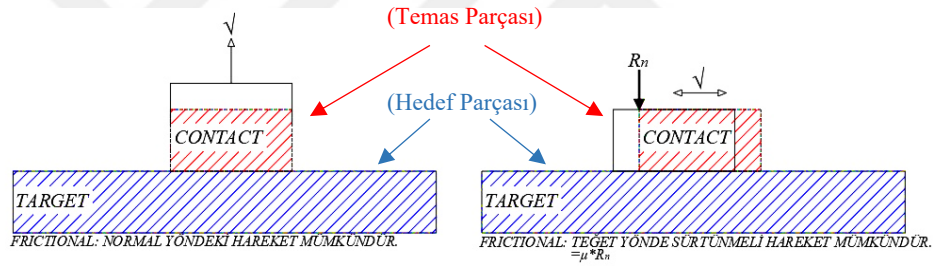 (Temas Parçası)
√
Rn
√
(Hedef Parçası)
CONTACT
CONTACT
TARGET
TARGET
FRICTIONAL: NORMAL YÖNDEKİ HAREKET MÜMKÜNDÜR.
FRICTIONAL: TEĞET YÖNDE SÜRTÜNMELİ HAREKET MÜMKÜNDÜR.
=μ*Rn